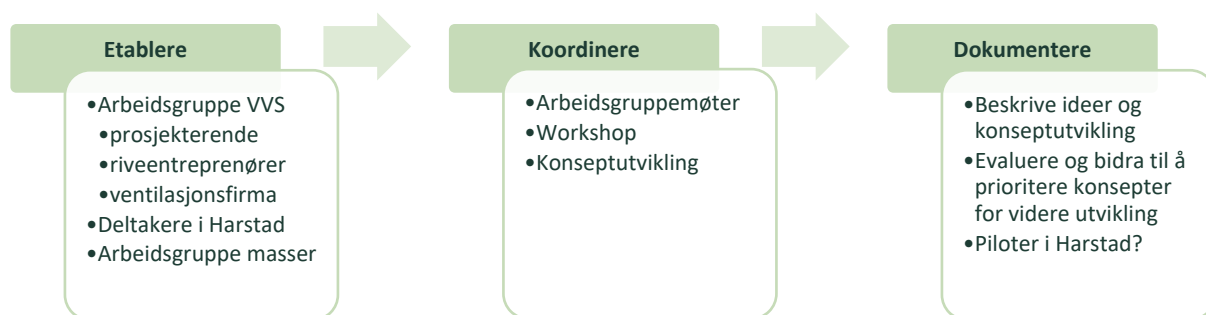 Etablere
•Arbeidsgruppe VVS
•prosjekterende
•riveentreprenører
•ventilasjonsfirma
•Deltakere i Harstad
•Arbeidsgruppe masser
Koordinere
•Arbeidsgruppemøter
•Workshop
•Konseptutvikling
Dokumentere
•Beskrive ideer og
konseptutvikling
•Evaluere og bidra til å
prioritere konsepter
for videre utvikling
•Piloter i Harstad?